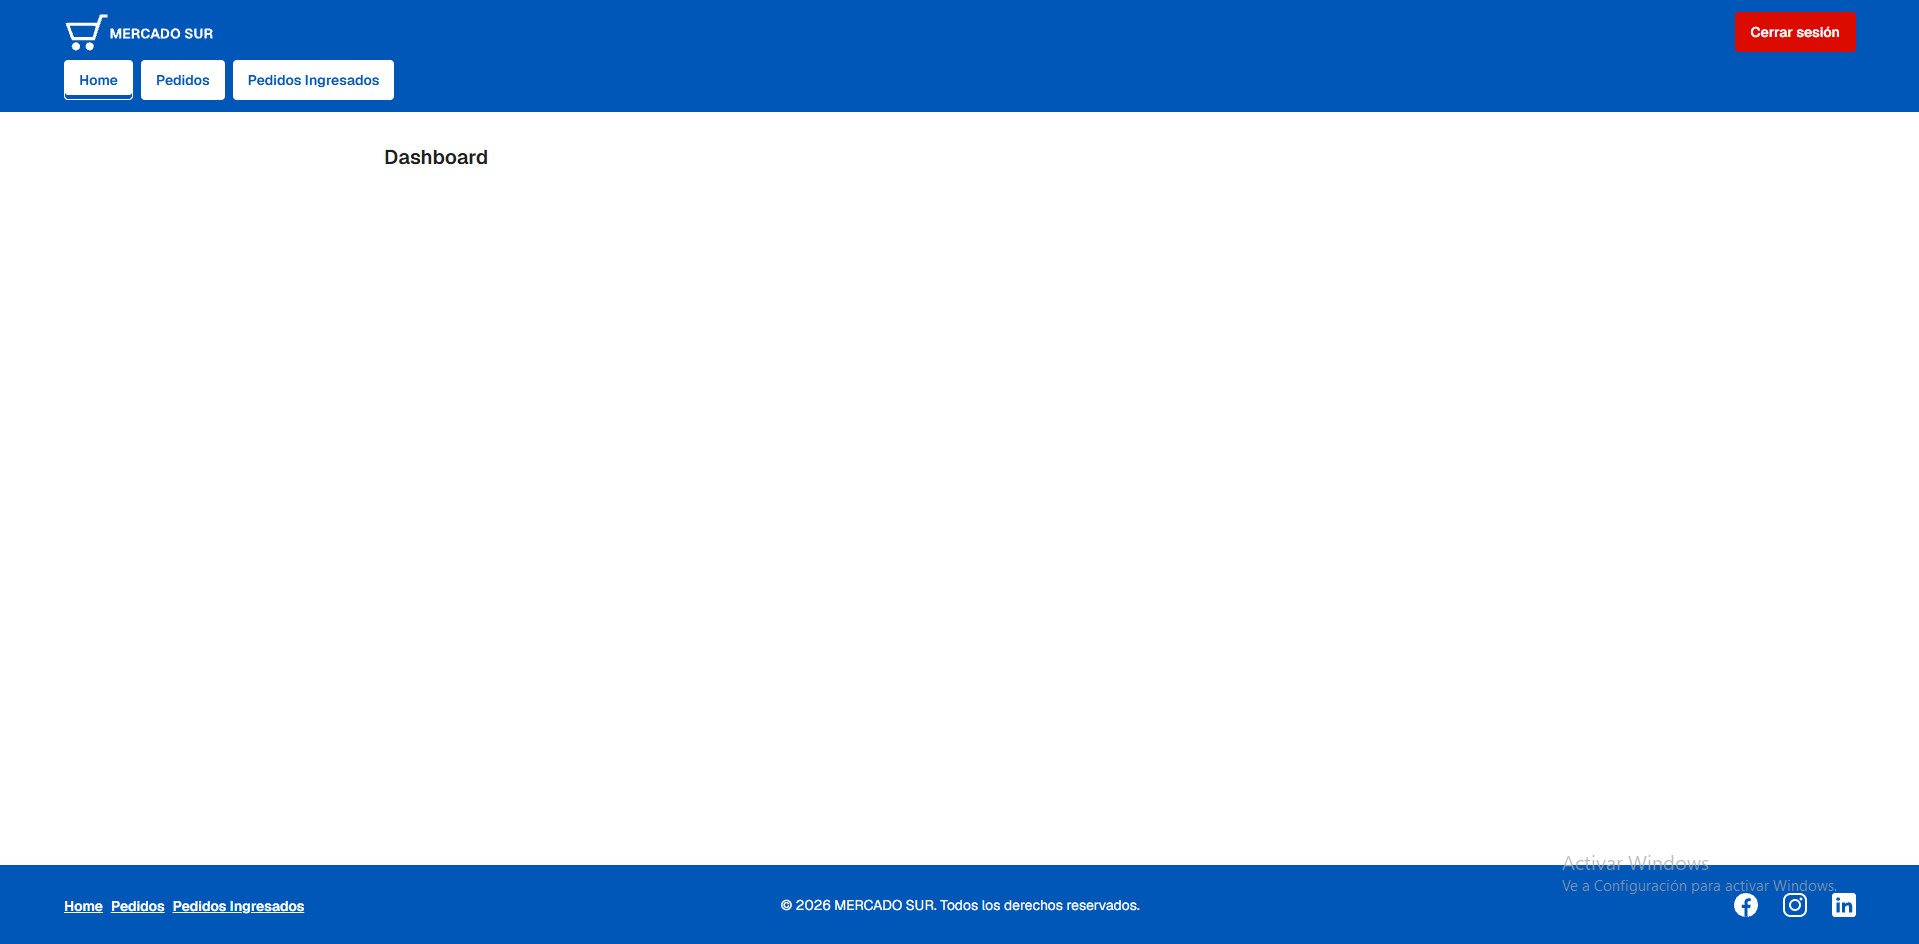 MERCADO SUR
Cerrar sesión
Home
Pedidos
Pedidos Ingresados
Dashboard
Activar Windows
Ve a Configuración para activar Windows.
Home Pedidos Pedidos Ingresados
© 2026 MERCADO SUR. Todos los derechos reservados.